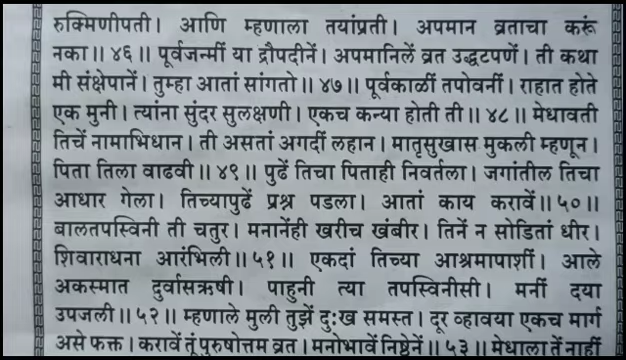 रुक्मिणीपती। आणि म्हणाला तयांप्रती। अपमान व्रताचा करूं
नका॥ ४६॥ पूर्वजन्मीं या द्रौपदीनें। अपमानिलें व्रत उद्धटपणें। ती कथा
मी संक्षेपानें। तुम्हा आतां सांगतो॥ ४७॥ पूर्वकाळीं तपोवनीं। राहात होते
एक मुनी। त्यांना सुंदर सुलक्षणी। एकच कन्या होती ती॥ ४८॥ मेधावती
तिचें नामाभिधान। ती असतां अगदीं लहान। मातृसुखास मुकली म्हणून।
पिता तिला वाढवी॥ ४९॥ पुढें तिचा पिताही निवर्तला। जगांतील तिचा
आधार गेला। तिच्यापुढें प्रश्न पडला। आतां काय करावें॥ ५०॥
बालतपस्विनी ती चतुर। मनानेंही खरीच खंबीर। तिनें न सोडितां धीर।
शिवाराधना आरंभिली॥ ५१॥ एकदां तिच्या आश्रमापाशीं। आले
अकस्मात दुर्वासऋषी। पाहुनी त्या तपस्विनीसी। मनीं दया
उपजली॥ ५२॥ म्हणाले मुली तुझें दुःख समस्त। दूर व्हावया एकच मार्ग
असे फक्त। करावें तूं पुरुषोत्तम व्रत। मनोभावें निष्ठेनें॥ ५३॥ मेधाला तें नाहीं